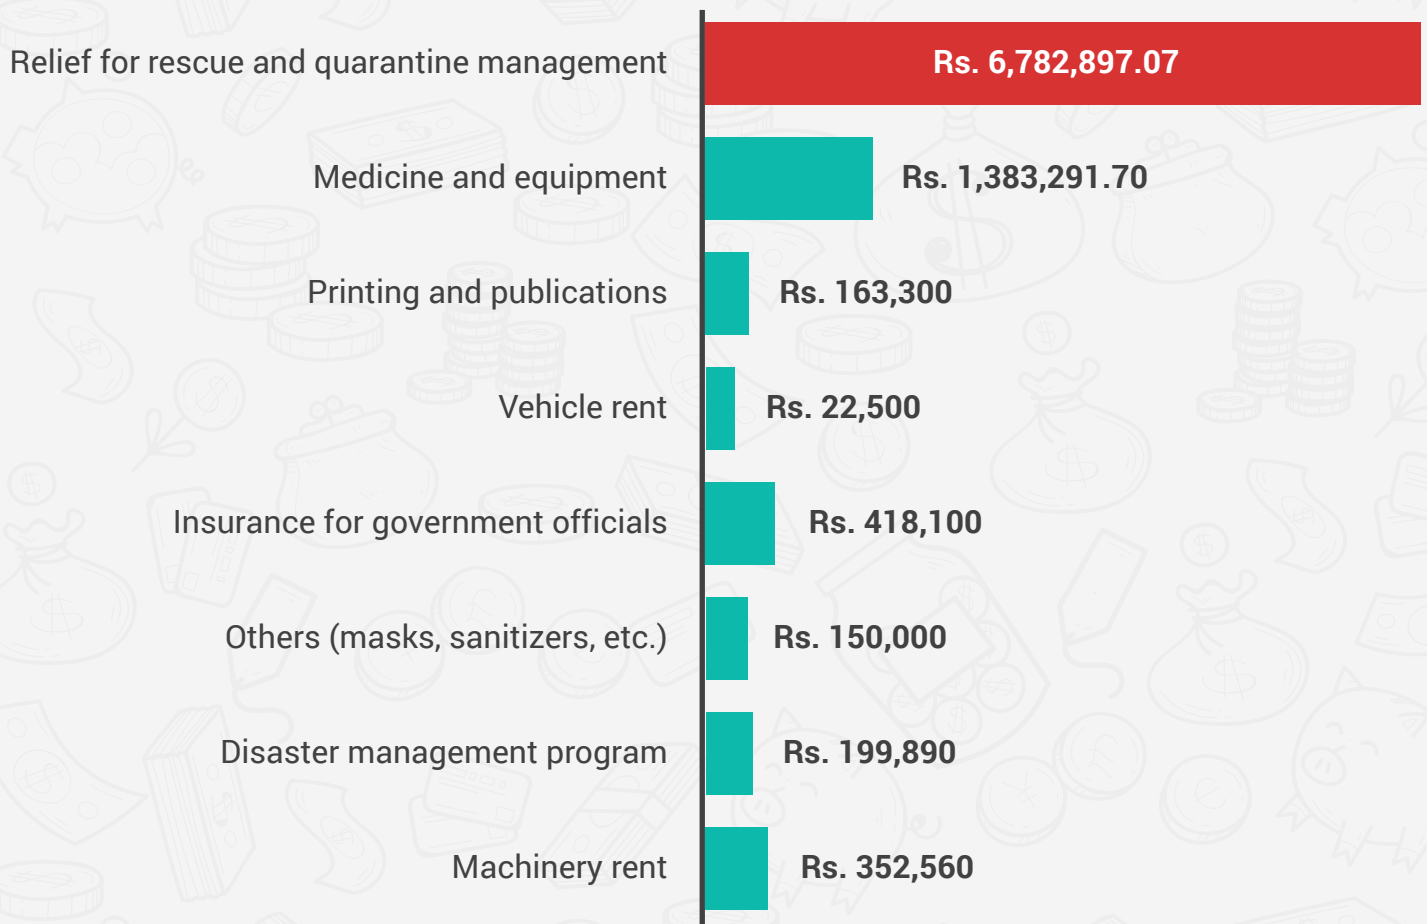 Relief for rescue and quarantine management Rs. 6,782,897.07
Medicine and equipment Rs. 1,383,291.70
Printing and publications Rs. 163,300
Vehicle rent Rs. 22,500
Insurance for government officials Rs. 418,100
Others (masks, sanitizers, etc.) Rs. 150,000
Disaster management program Rs. 199,890
Machinery rent Rs. 352,560